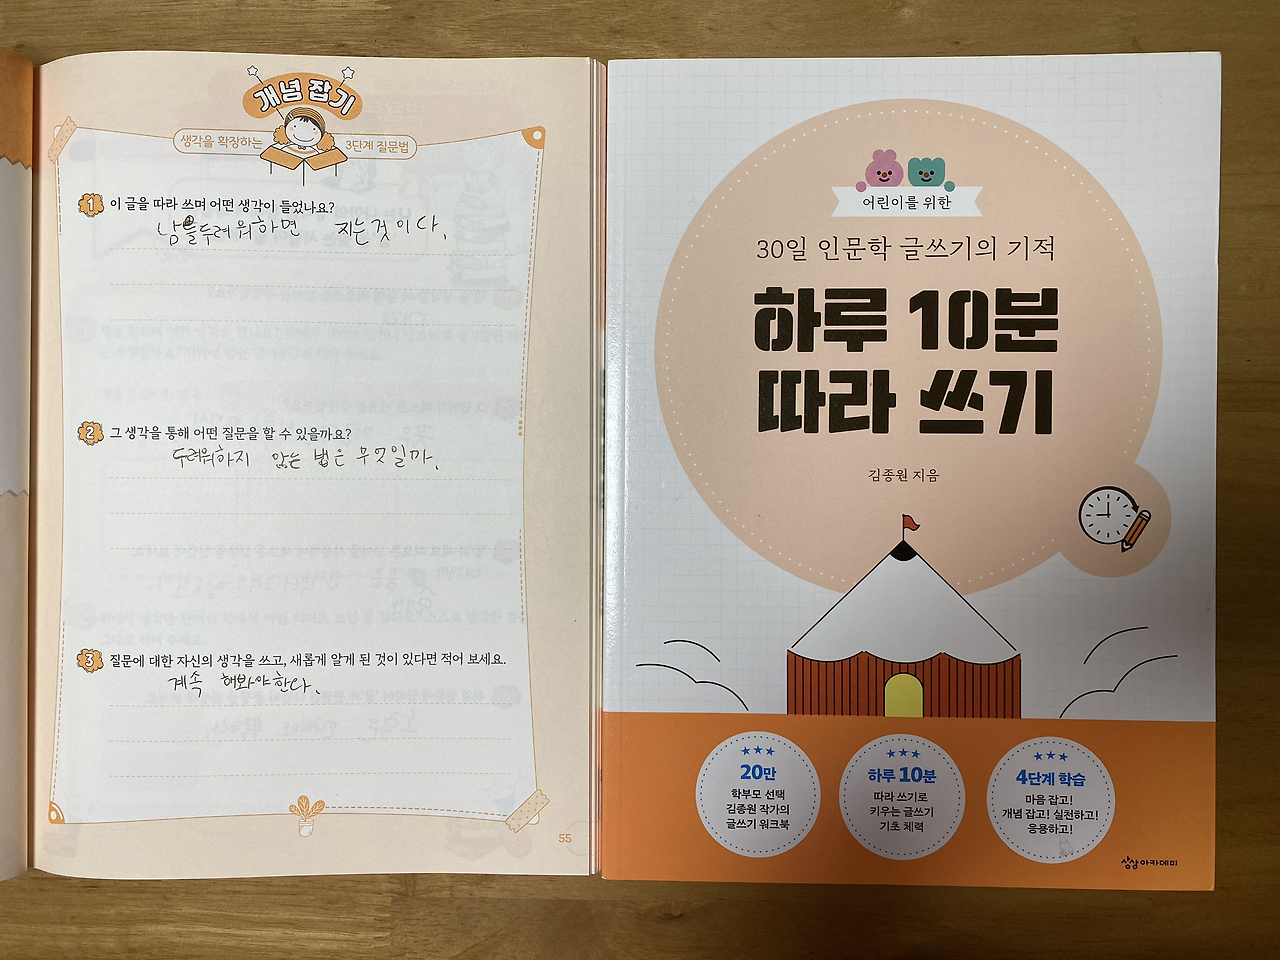 개념 잡기
생각을 확장하는 3단계 질문법
1 이 글을 따라 쓰며 어떤 생각이 들었나요?
남을두려워하면 지는것이다.
2 그 생각을 통해 어떤 질문을 할 수 있을까요?
두려워하지 않는 법은 무엇일까.
3 질문에 대한 자신의 생각을 쓰고, 새롭게 알게 된 것이 있다면 적어 보세요.
계속 해봐야한다.
55
어린이를 위한
30일 인문학 글쓰기의 기적
하루 10분
따라 쓰기
김종원 지음
20만
학부모 선택
김종원 작가의
글쓰기 워크북
하루 10분
따라 쓰기로
키우는 글쓰기
기초 체력
4단계 학습
마음 잡고!
개념 잡고! 실천하고!
응용하고!
상상아카데미